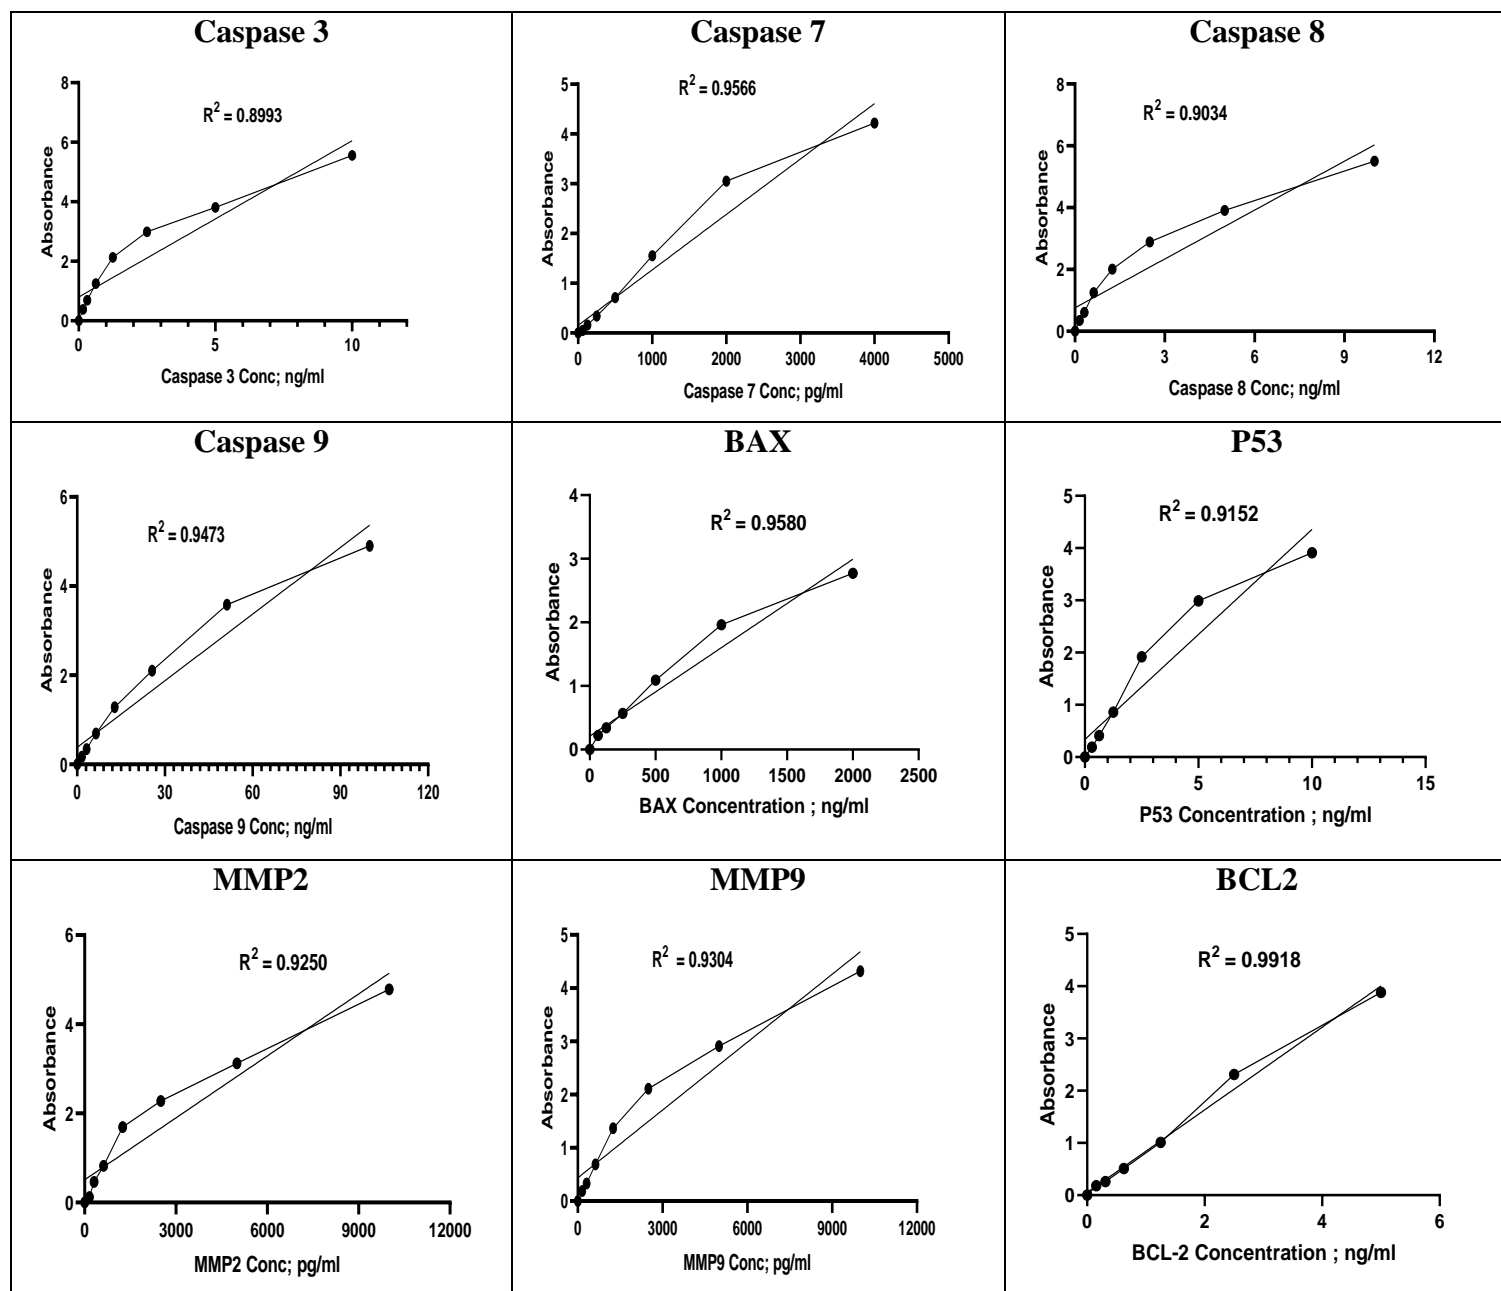 Caspase 3
R² = 0.8993
Absorbance
8
6
4
2
0
0 5 10
Caspase 3 Conc; ng/ml
Caspase 7
R² = 0.9566
Absorbance
5
4
3
2
1
0
0 1000 2000 3000 4000 5000
Caspase 7 Conc; pg/ml
Caspase 8
R² = 0.9034
Absorbance
8
6
4
2
0
0 3 6 9 12
Caspase 8 Conc; ng/ml
Caspase 9
R² = 0.9473
Absorbance
6
4
2
0
0 30 60 90 120
Caspase 9 Conc; ng/ml
BAX
R² = 0.9580
Absorbance
4
3
2
1
0
0 500 1000 1500 2000 2500
BAX Concentration ; ng/ml
P53
R² = 0.9152
Absorbance
5
4
3
2
1
0
0 5 10 15
P53 Concentration ; ng/ml
MMP2
R² = 0.9250
Absorbance
6
4
2
0
0 3000 6000 9000 12000
MMP2 Conc; pg/ml
MMP9
R² = 0.9304
Absorbance
5
4
3
2
1
0
0 3000 6000 9000 12000
MMP9 Conc; pg/ml
BCL2
R² = 0.9918
Absorbance
5
4
3
2
1
0
0 2 4 6
BCL-2 Concentration ; ng/ml